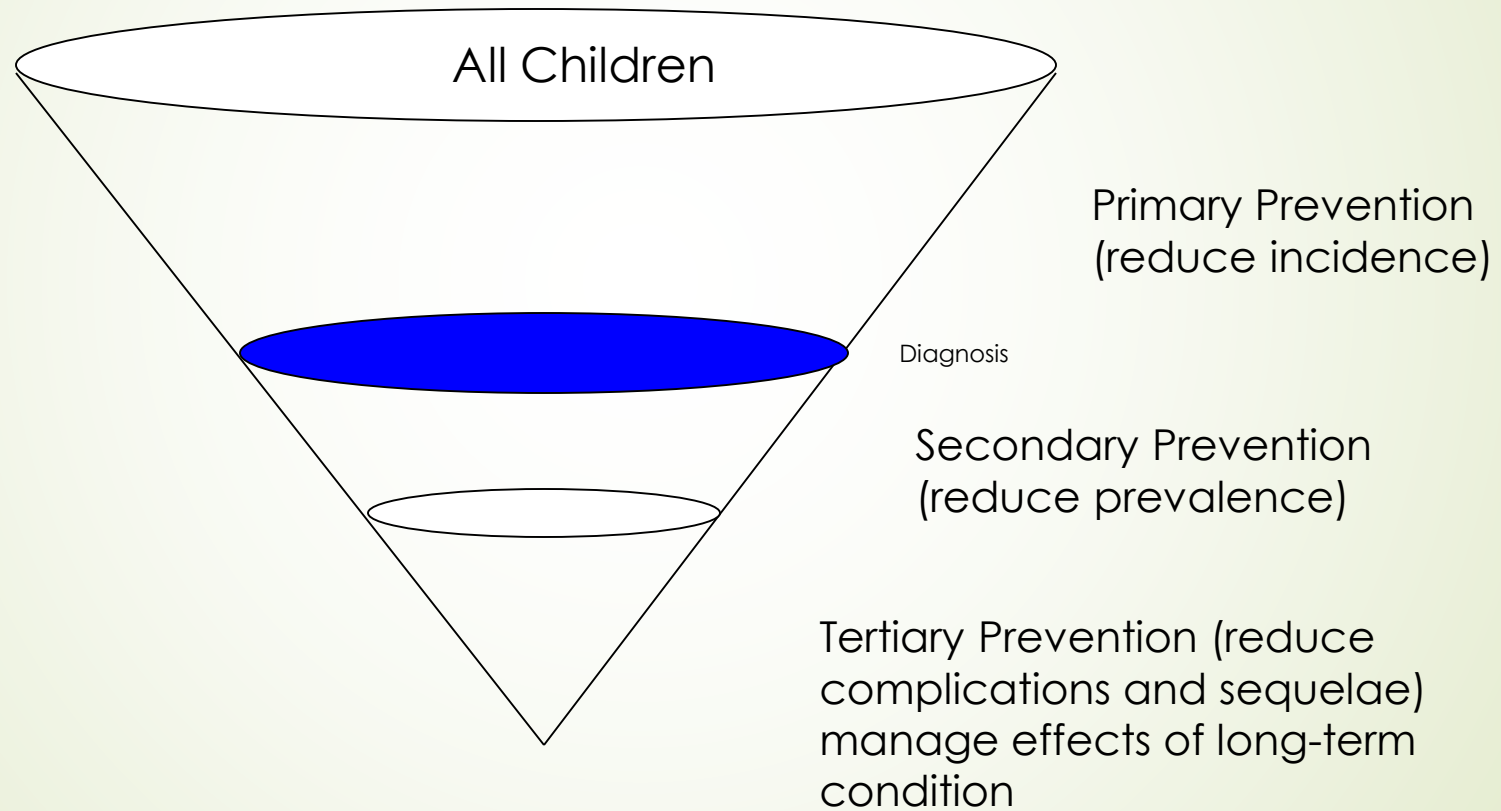 All Children
Primary Prevention
(reduce incidence)
Diagnosis
Secondary Prevention
(reduce prevalence)
Tertiary Prevention (reduce
complications and sequelae)
manage effects of long-term
condition